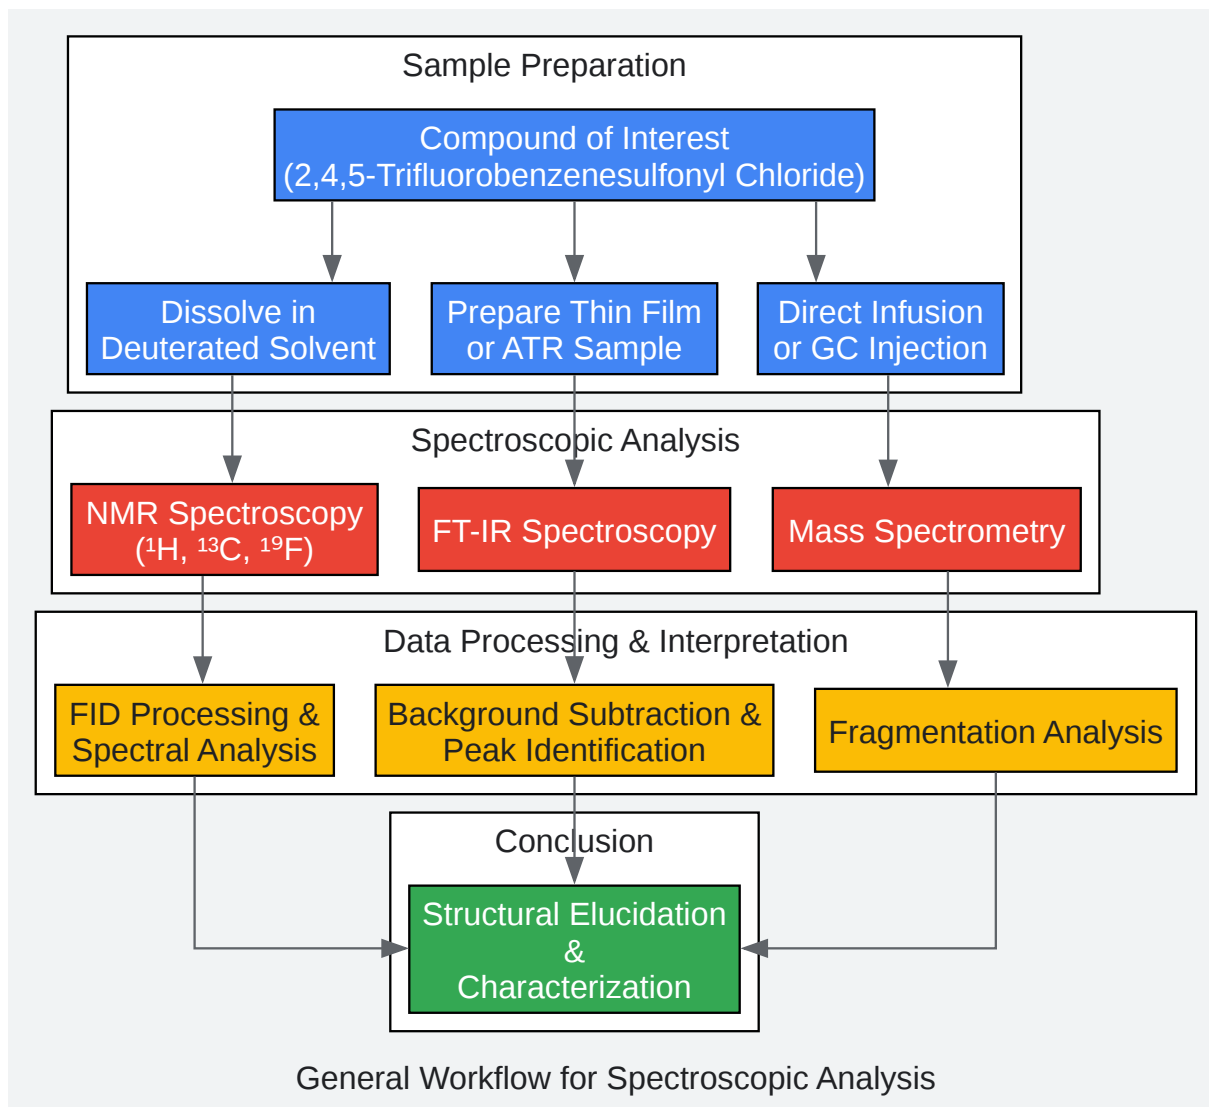 Sample Preparation
Compound of Interest
(2,4,5-Trifluorobenzenesulfonyl Chloride)
Dissolve in
Deuterated Solvent
Prepare Thin Film
or ATR Sample
Direct Infusion
or GC Injection
Spectroscopic Analysis
NMR Spectroscopy
(¹H, ¹³C, ¹⁹F)
FT-IR Spectroscopy
Mass Spectrometry
Data Processing & Interpretation
FID Processing &
Spectral Analysis
Background Subtraction &
Peak Identification
Fragmentation Analysis
Conclusion
Structural Elucidation
&
Characterization
General Workflow for Spectroscopic Analysis